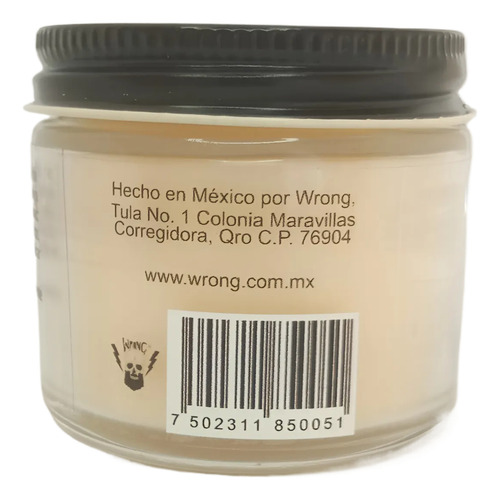 Hecho en México por Wrong,
Tula No. 1 Colonia Maravillas
Corregidora, Qro C.P. 76904
www.wrong.com.mx
WRONG
7 502311 850051